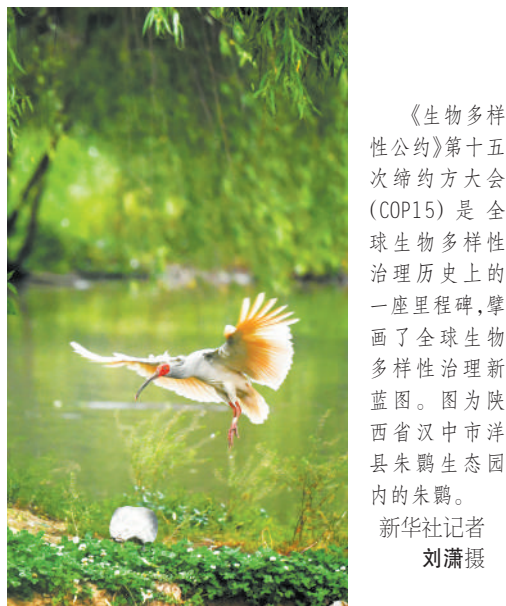 《生物多样
性公约》第十五
次缔约方大会
(COP15) 是 全
球生物多样性
治理历史上的
一座里程碑,擘
画了全球生物
多样性治理新
蓝图。图为陕
西省汉中市洋
县朱鹮生态园
内的朱鹮。
新华社记者
刘潇摄